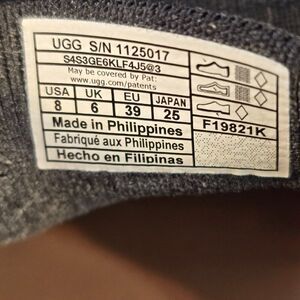 UGG S/N 1125017
S4S3GE6KLF4J5@3
May be covered by Pat:
www.ugg.com/patents
USA UK EU JAPAN
8 6 39 25
F19821K
Made in Philippines
Fabriqué aux Philippines
Hecho en Filipinas